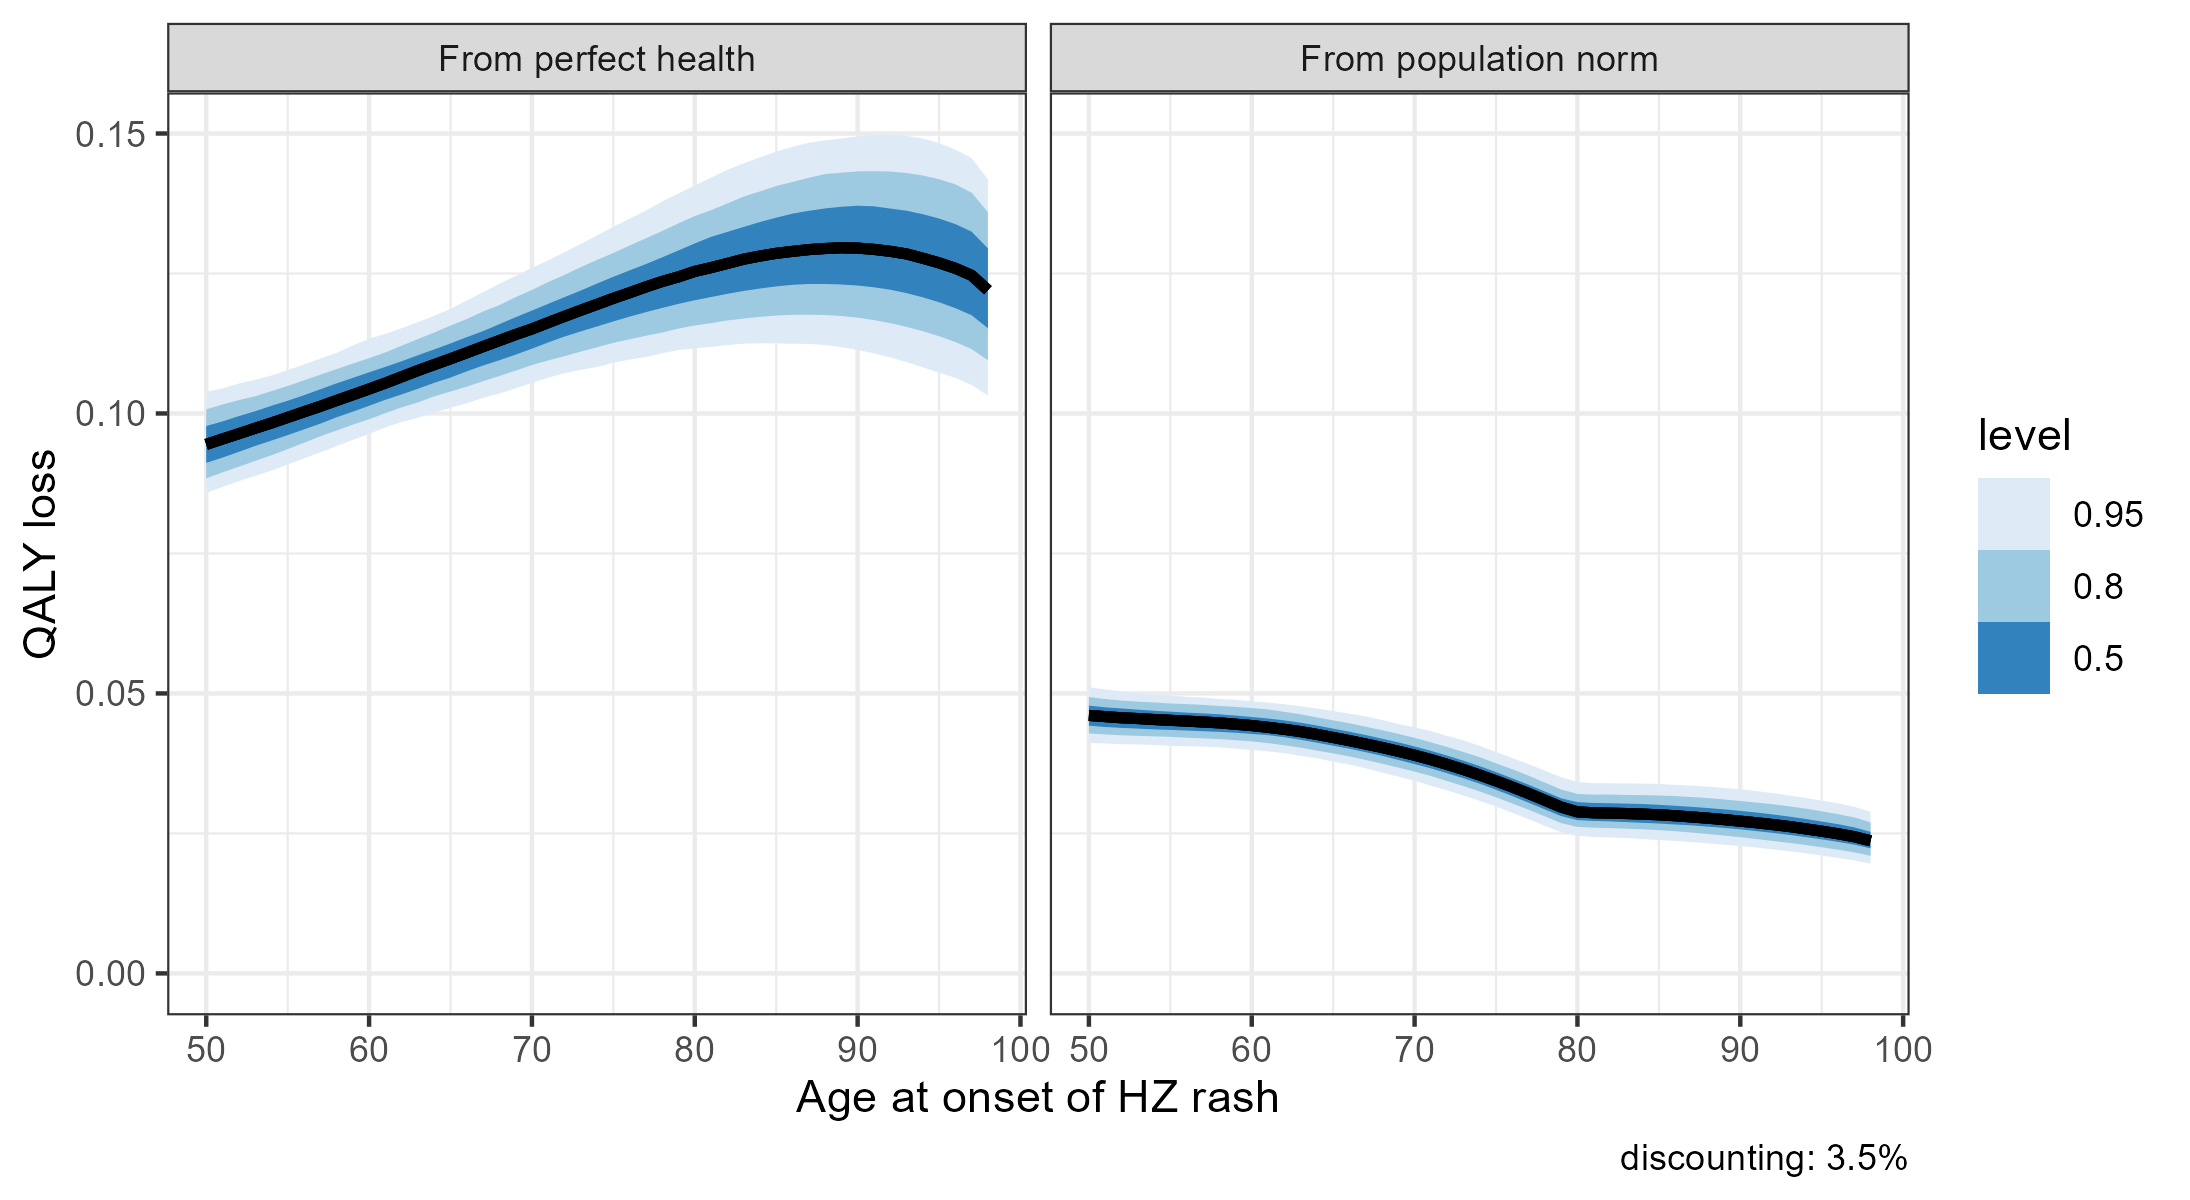 From perfect health
From population norm
QALY loss
0.15
0.10
0.05
0.00
50 60 70 80 90 100
50 60 70 80 90 100
Age at onset of HZ rash
level
0.95
0.8
0.5
discounting: 3.5%